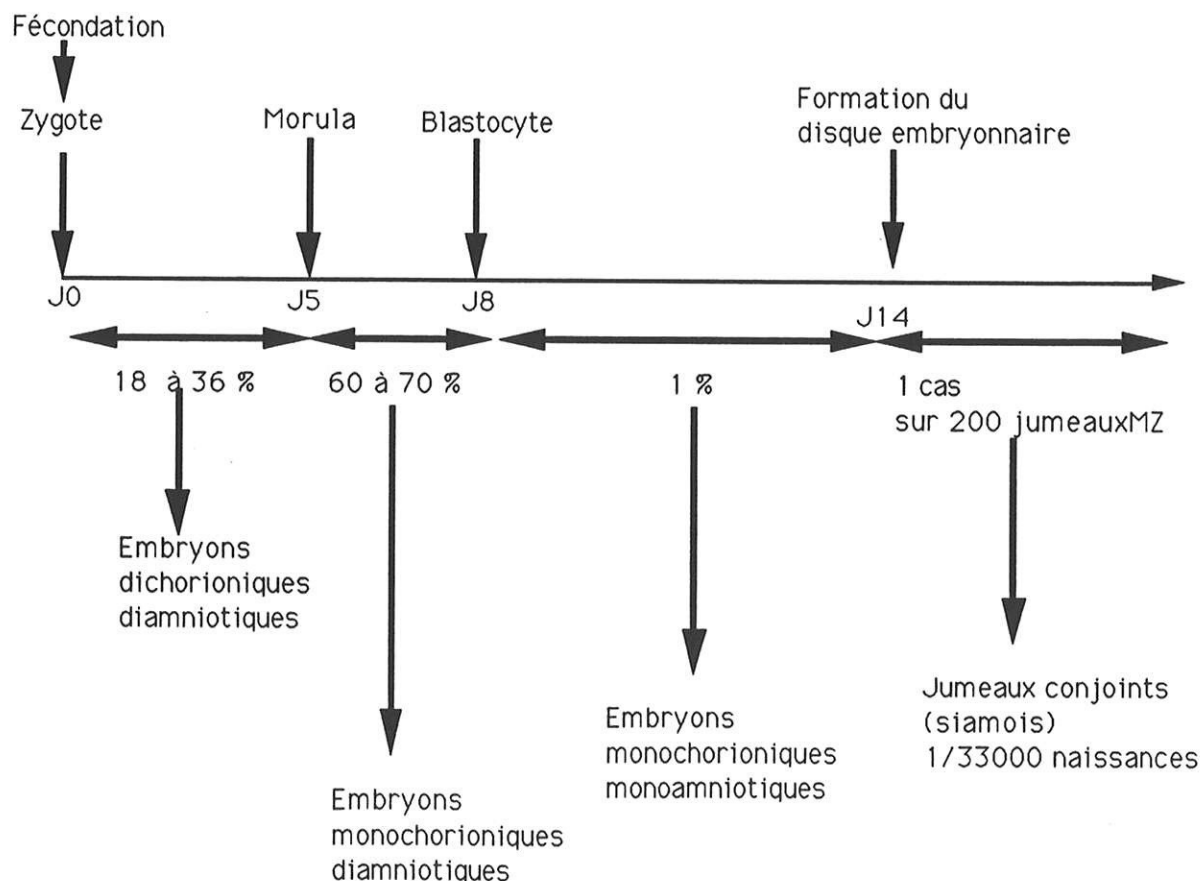 Fécondation
Zygote
Morula
Blastocyte
Formation du
disque embryonnaire
J0
J5
J8
J14
18 à 36 %
60 à 70 %
1 %
1 cas
sur 200 jumeauxMZ
Embryons
dichorioniques
diamniotiques
Embryons
monochorioniques
diamniotiques
Embryons
monochorioniques
monoamniotiques
Jumeaux conjoints
(siamois)
1/33000 naissances